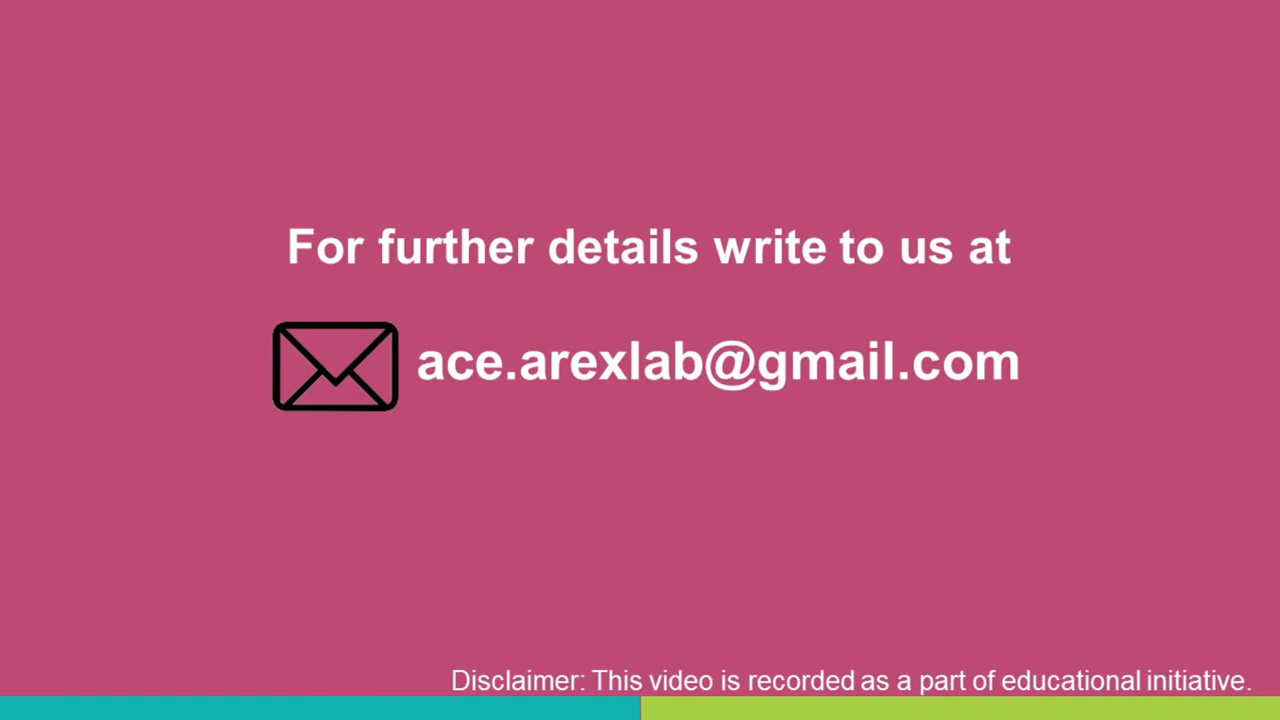 For further details write to us at
ace.arexlab@gmail.com
Disclaimer: This video is recorded as a part of educational initiative.